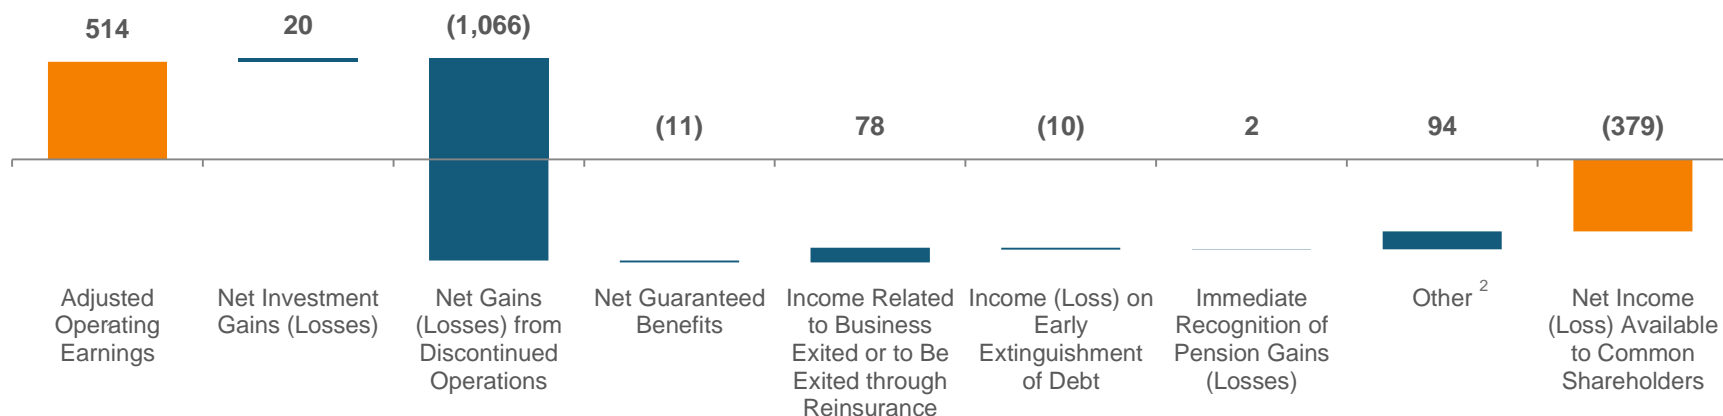 514
20
(1,066)
(11)
78
(10)
2
94
(379)
Adjusted
Operating
Earnings
Net Investment
Gains (Losses)
Net Gains
(Losses) from
Discontinued
Operations
Net Guaranteed
Benefits
Income Related
to Business
Exited or to Be
Exited through
Reinsurance
Income (Loss) on
Early
Extinguishment
of Debt
Immediate
Recognition of
Pension Gains
(Losses)
Other 2
Net Income
(Loss) Available
to Common
Shareholders